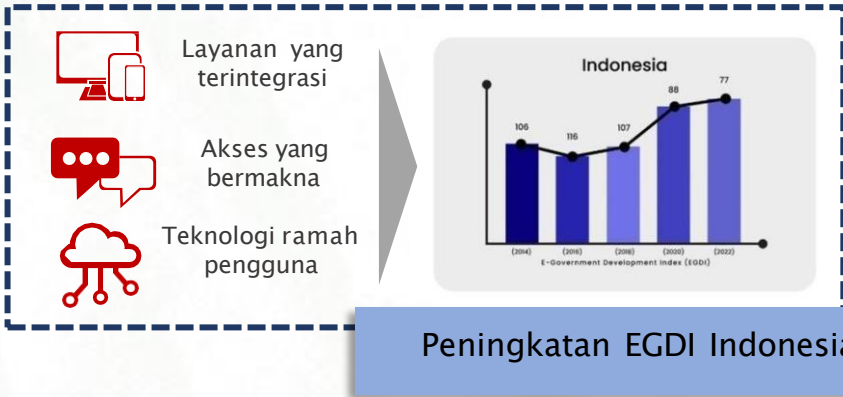 Layanan yang
terintegrasi
Akses yang
bermakna
Teknologi ramah
pengguna
Indonesia
106
116
107
88
77
(2014)
(2016)
(2018)
(2020)
(2022)
E-Government Development Index (EGDI)
Peningkatan EGDI Indonesia